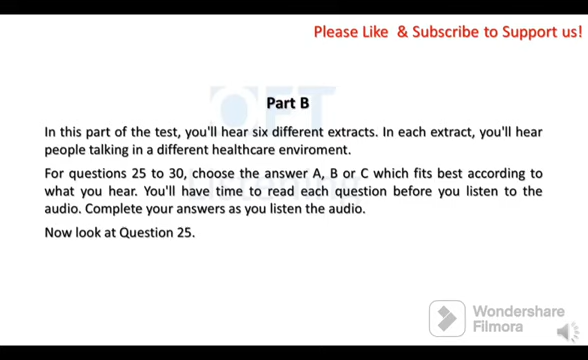 Please Like & Subscribe to Support us!
Part B
In this part of the test, you'll hear six different extracts. In each extract, you'll hear
people talking in a different healthcare enviroment.
For questions 25 to 30, choose the answer A, B or C which fits best according to
what you hear. You'll have time to read each question before you listen to the
audio. Complete your answers as you listen the audio.
Now look at Question 25.
Wondershare
Filmora